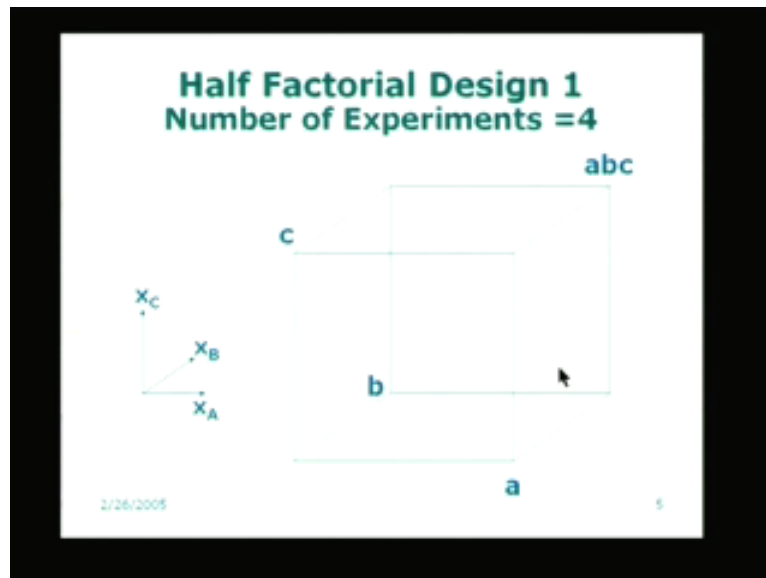 Half Factorial Design 1
Number of Experiments =4
abc
c
xC
xB
b
xA
a
2/26/2005
5